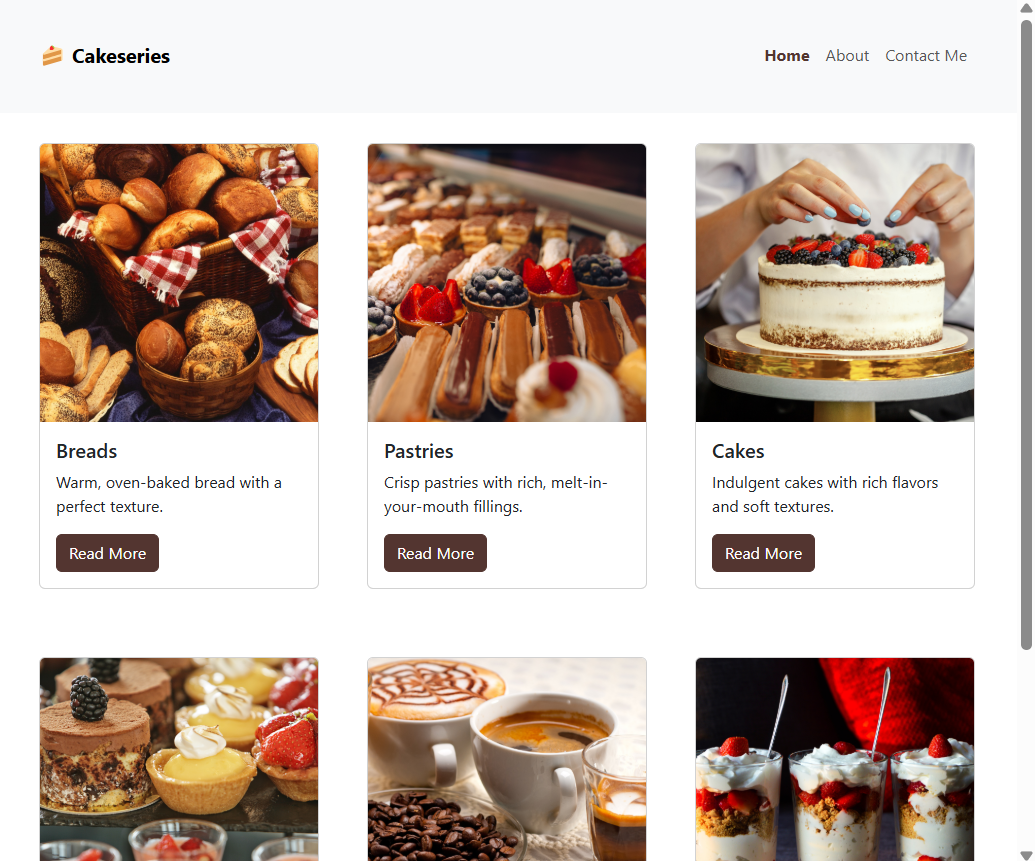 Cakeseries
Home About Contact Me
Breads
Warm, oven-baked bread with a
perfect texture.
Read More
Pastries
Crisp pastries with rich, melt-in-
your-mouth fillings.
Read More
Cakes
Indulgent cakes with rich flavors
and soft textures.
Read More